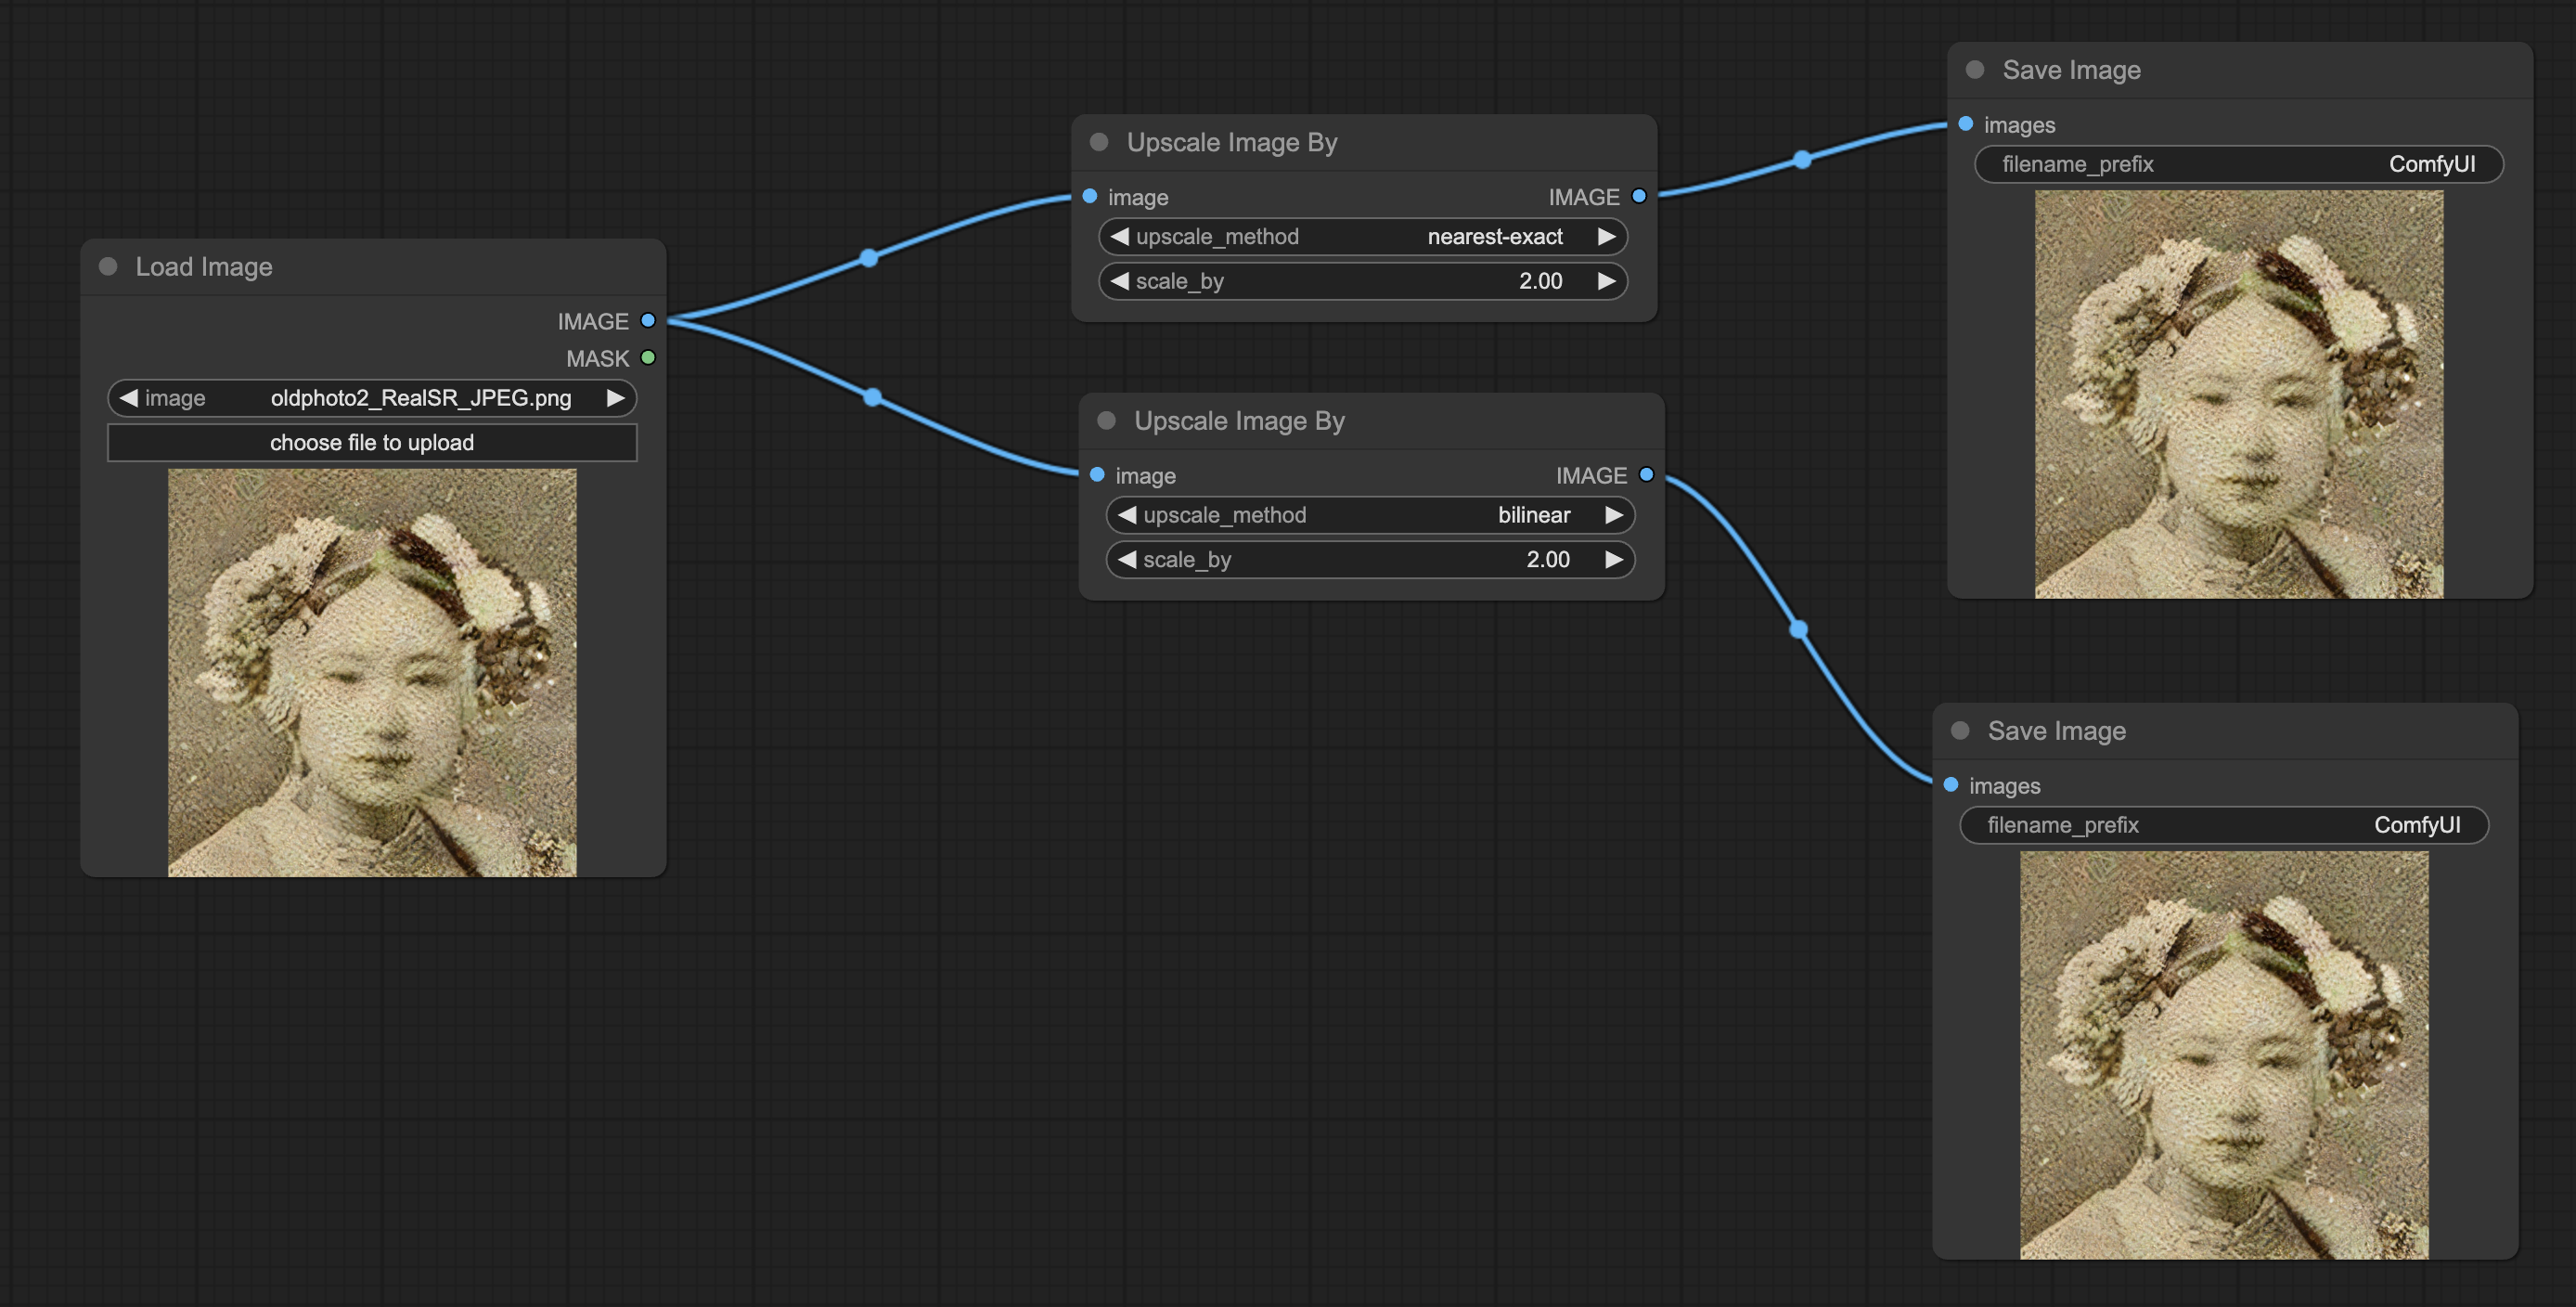 Load Image
IMAGE
MASK
image oldphoto2_RealSR_JPEG.png
choose file to upload
Upscale Image By
image IMAGE
upscale_method nearest-exact
scale_by 2.00
Upscale Image By
image IMAGE
upscale_method bilinear
scale_by 2.00
Save Image
images
filename_prefix ComfyUI
Save Image
images
filename_prefix ComfyUI